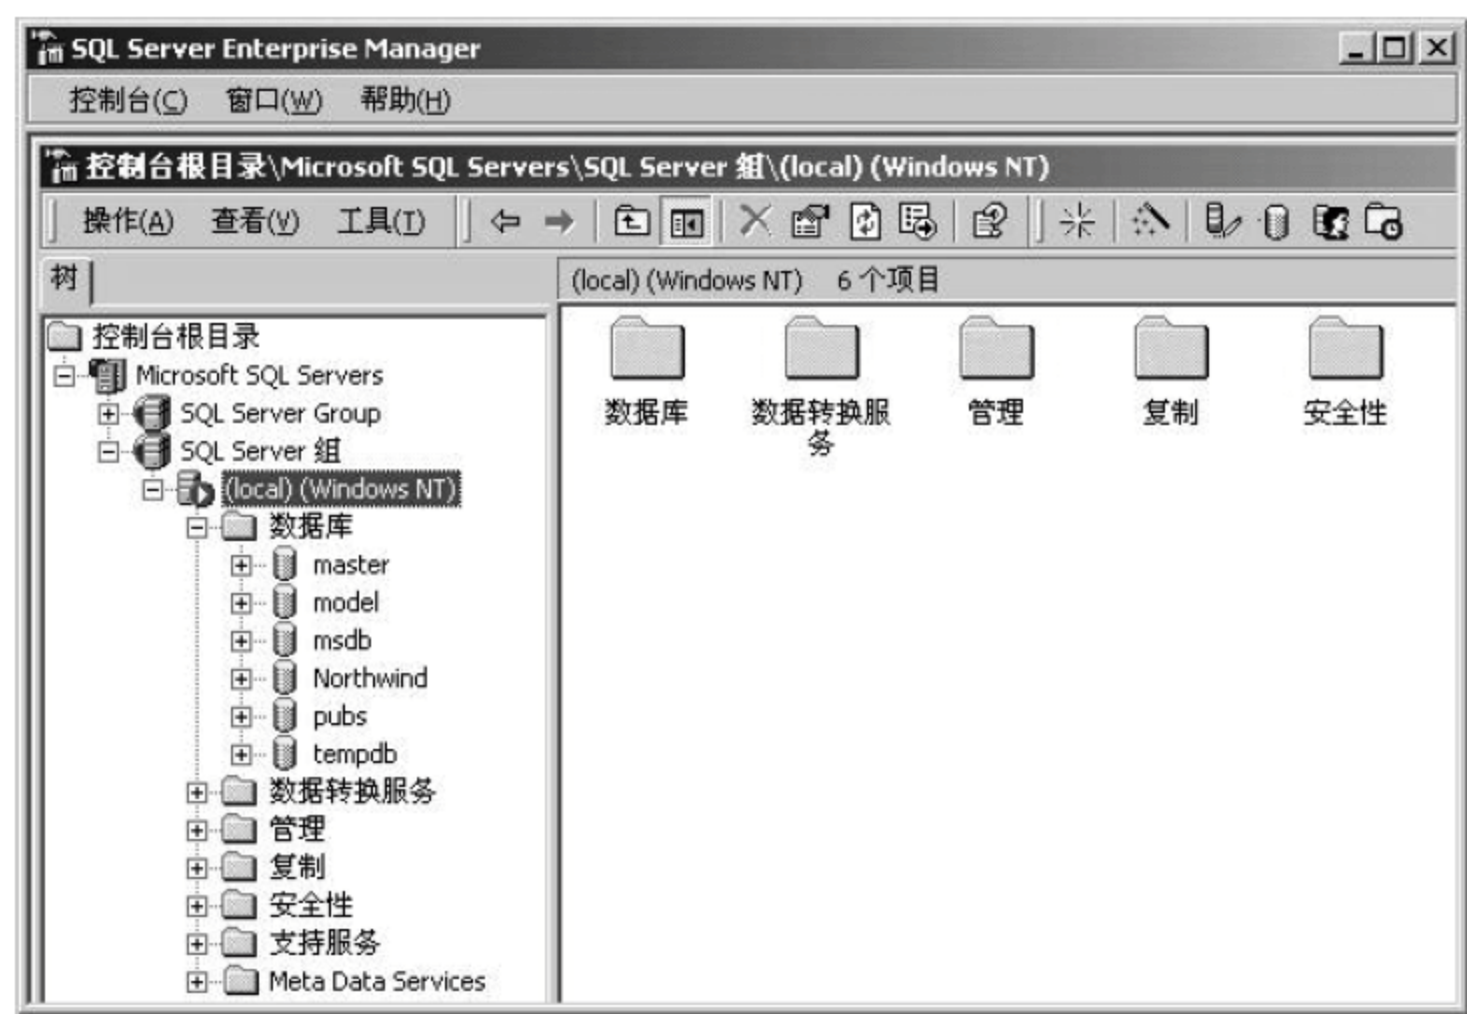 SQL Server Enterprise Manager
控制台(C) 窗口(W) 帮助(H)
控制台根目录\Microsoft SQL Servers\SQL Server 组\(local) (Windows NT)
操作(A) 查看(V) 工具(T)
树
(local) (Windows NT) 6 个项目
控制台根目录
Microsoft SQL Servers
SQL Server Group
SQL Server 组
(local) (Windows NT)
数据库
master
model
msdb
Northwind
pubs
tempdb
数据转换服务
管理
复制
安全性
支持服务
Meta Data Services
数据库
数据转换服
务
管理
复制
安全性